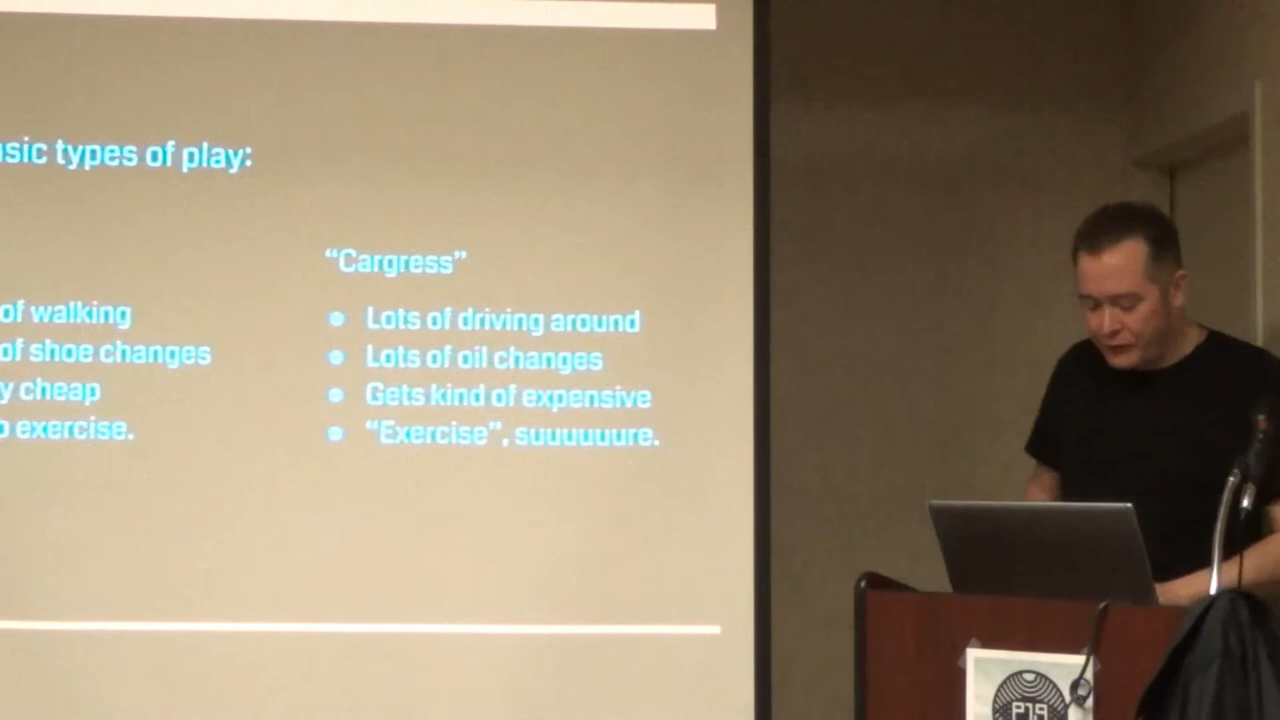 types of play:
of walking
of shoe changes
cheap
exercise.
“Cargress”
Lots of driving around
Lots of oil changes
Gets kind of expensive
“Exercise”, suuuuuure.
P19